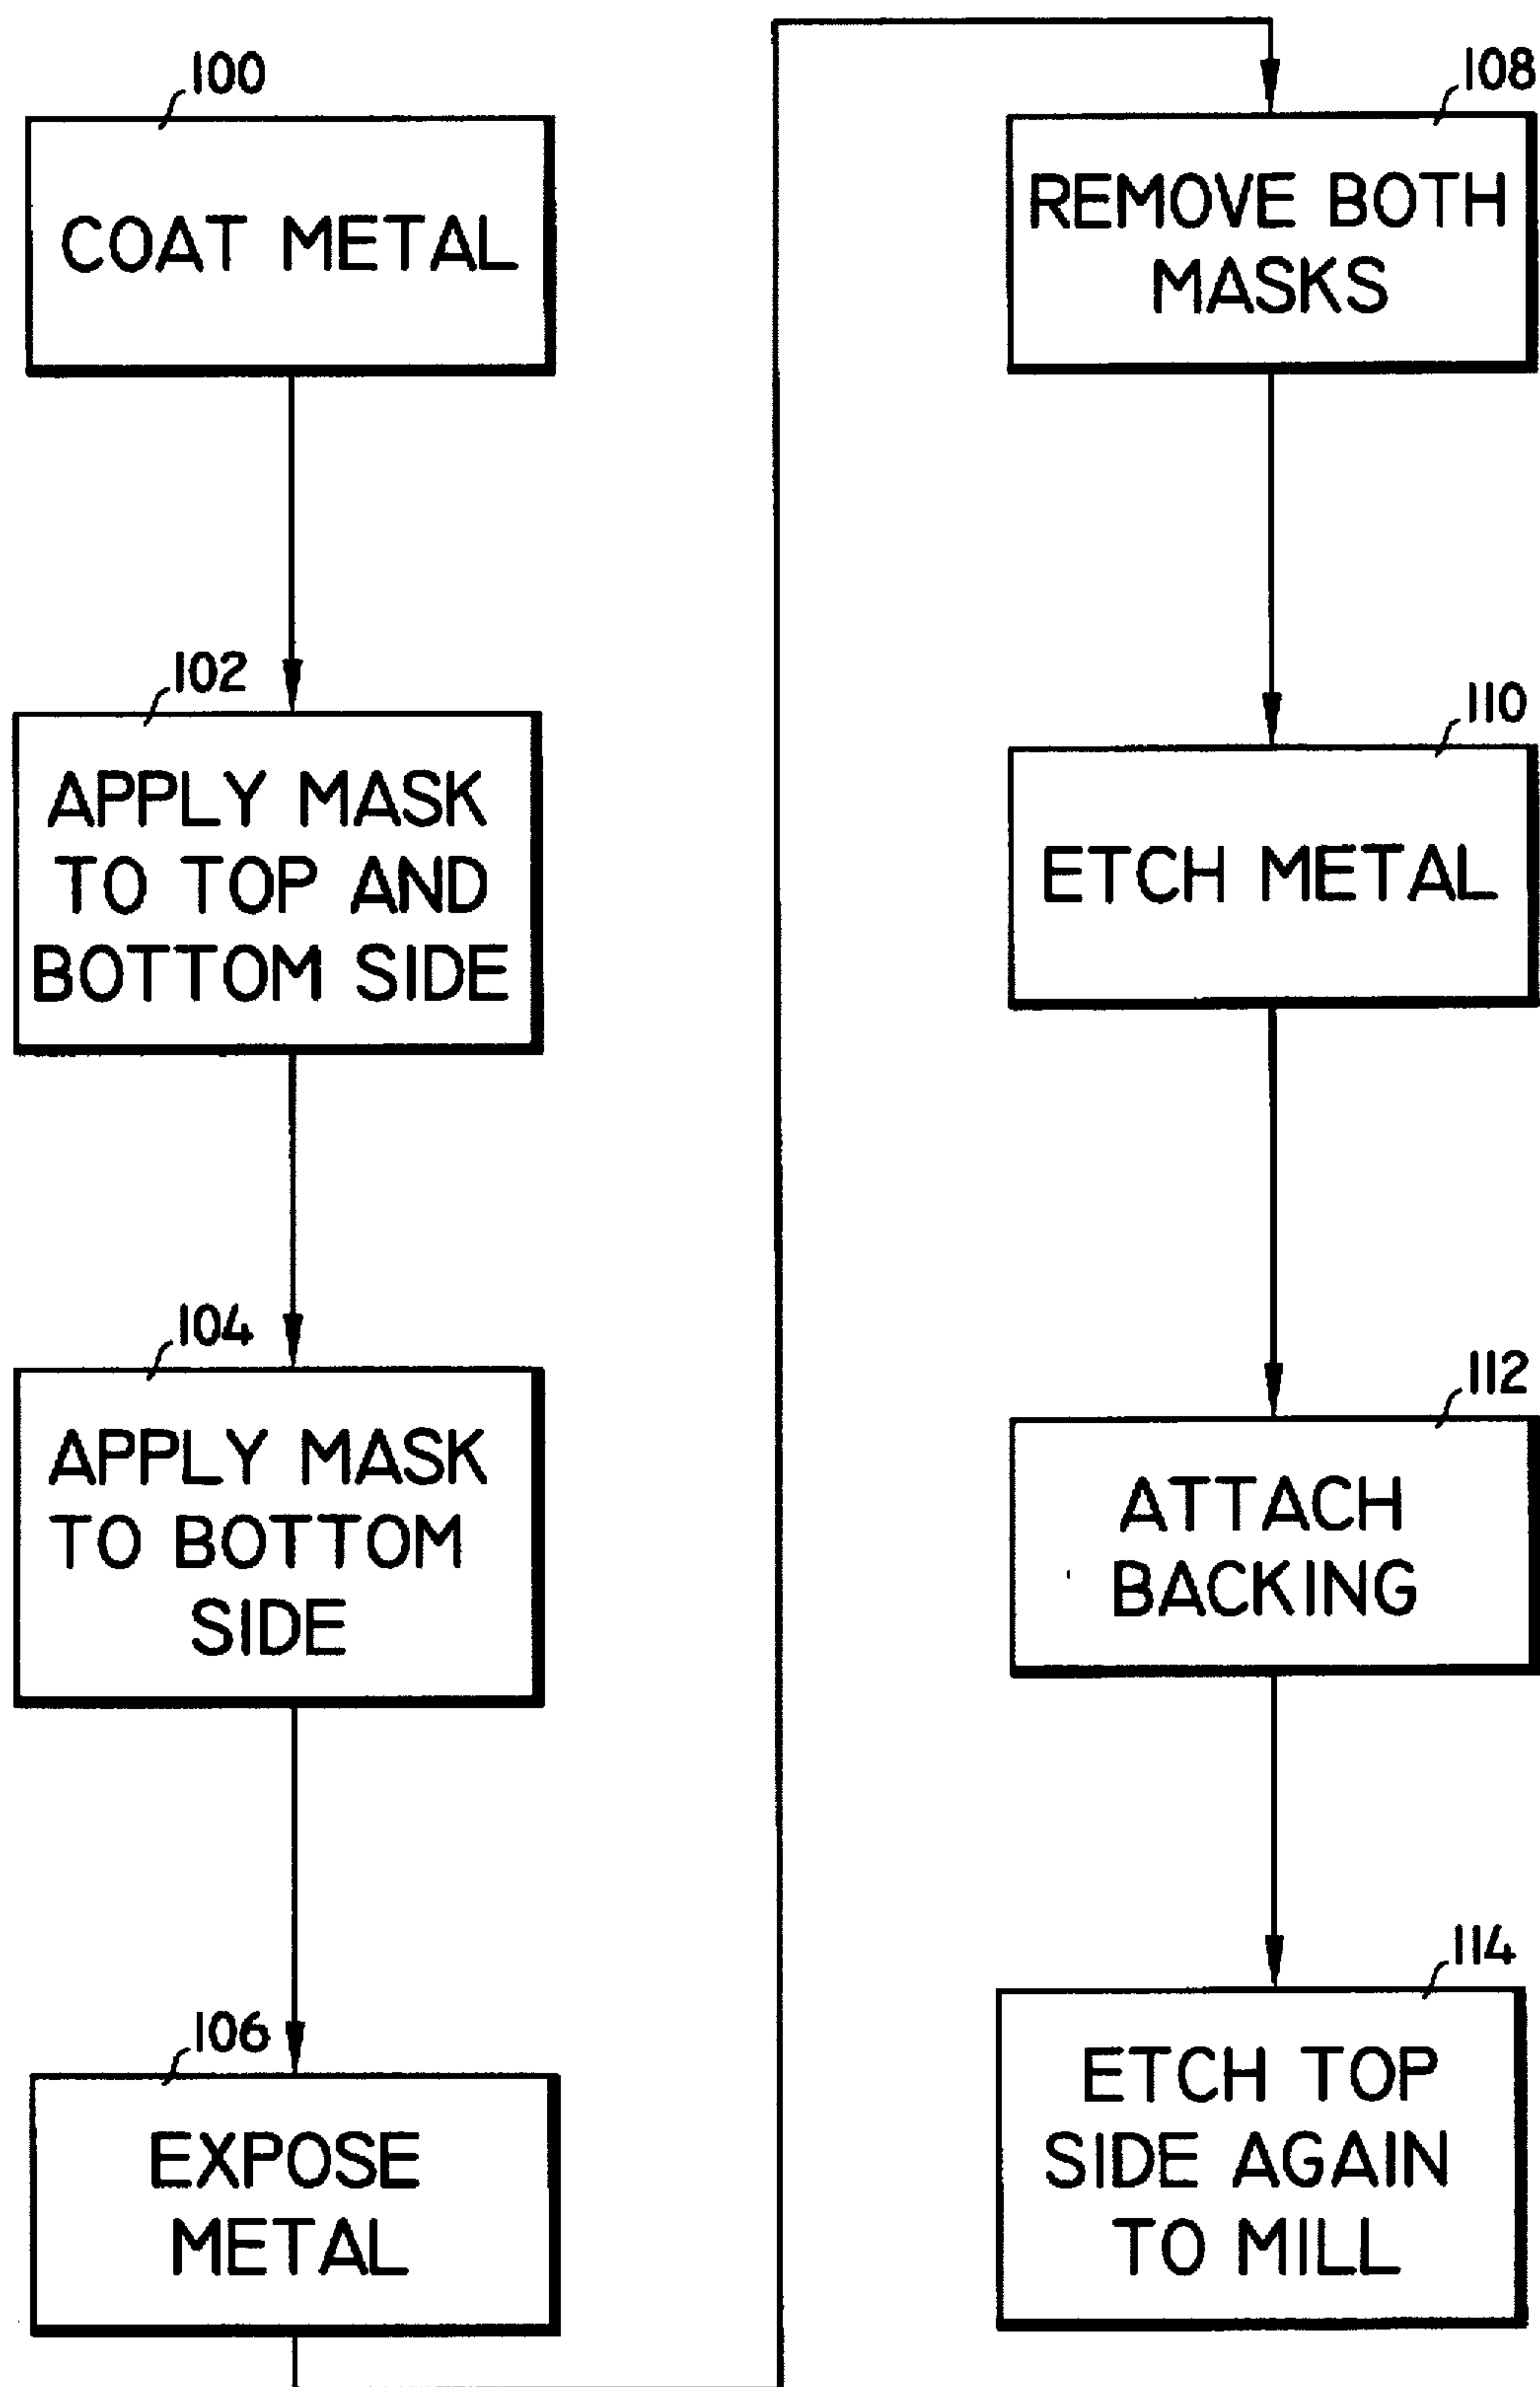 100
COAT METAL
102
APPLY MASK
TO TOP AND
BOTTOM SIDE
104
APPLY MASK
TO BOTTOM
SIDE
106
EXPOSE
METAL
108
REMOVE BOTH
MASKS
110
ETCH METAL
112
ATTACH
BACKING
114
ETCH TOP
SIDE AGAIN
TO MILL